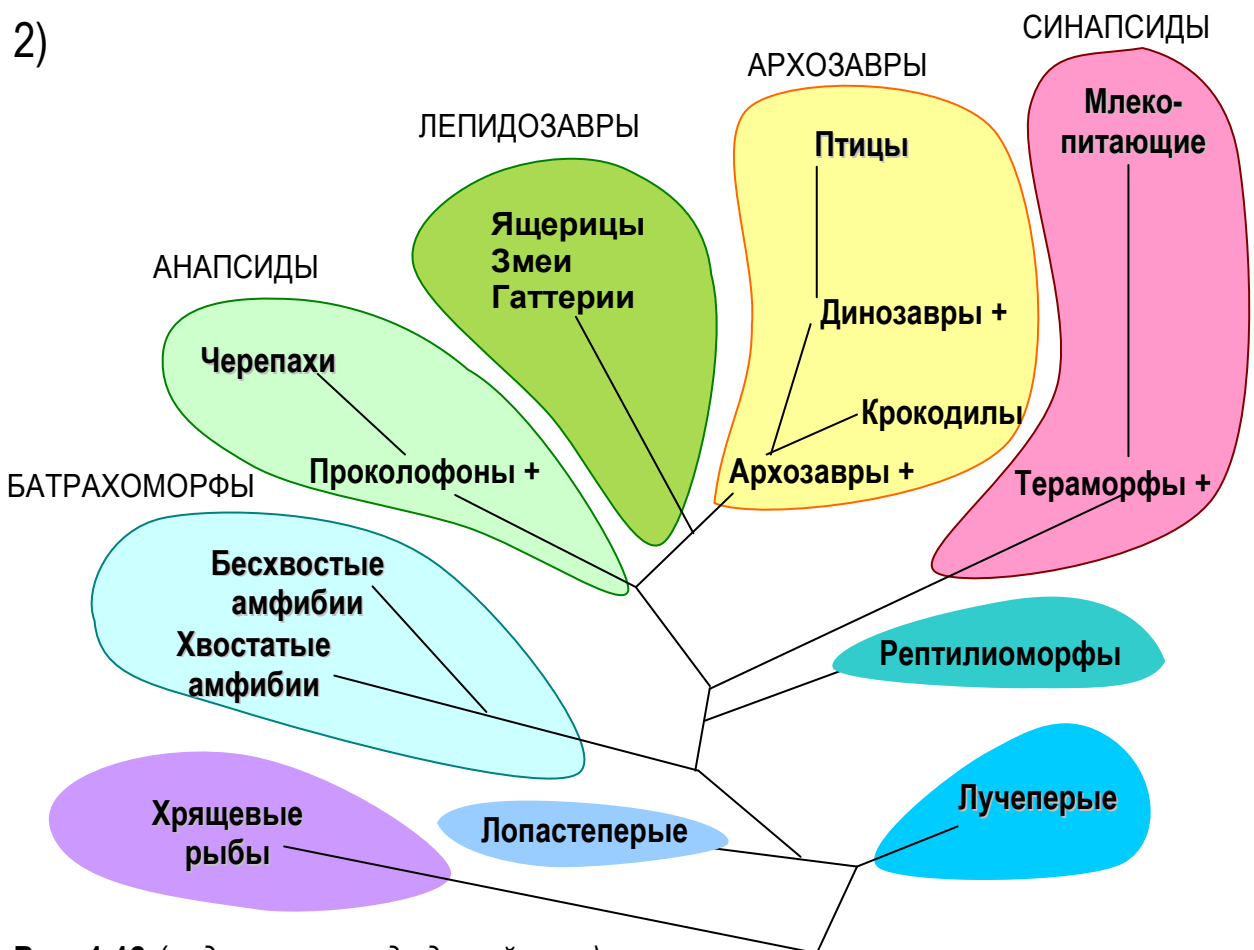 2)
СИНАПСИДЫ
АРХОЗАВРЫ
ЛЕПИДОЗАВРЫ
АНАПСИДЫ
БАТРАХОМОРФЫ
Млеко-
питающие
Птицы
Ящерицы
Змеи
Гаттерии
Динозавры +
Черепахи
Крокодилы
Проколофоны +
Архозавры +
Тераморфы +
Бесхвостые
амфибии
Хвостатые
амфибии
Рептилиоморфы
Хрящевые
рыбы
Лопастеперые
Лучеперые